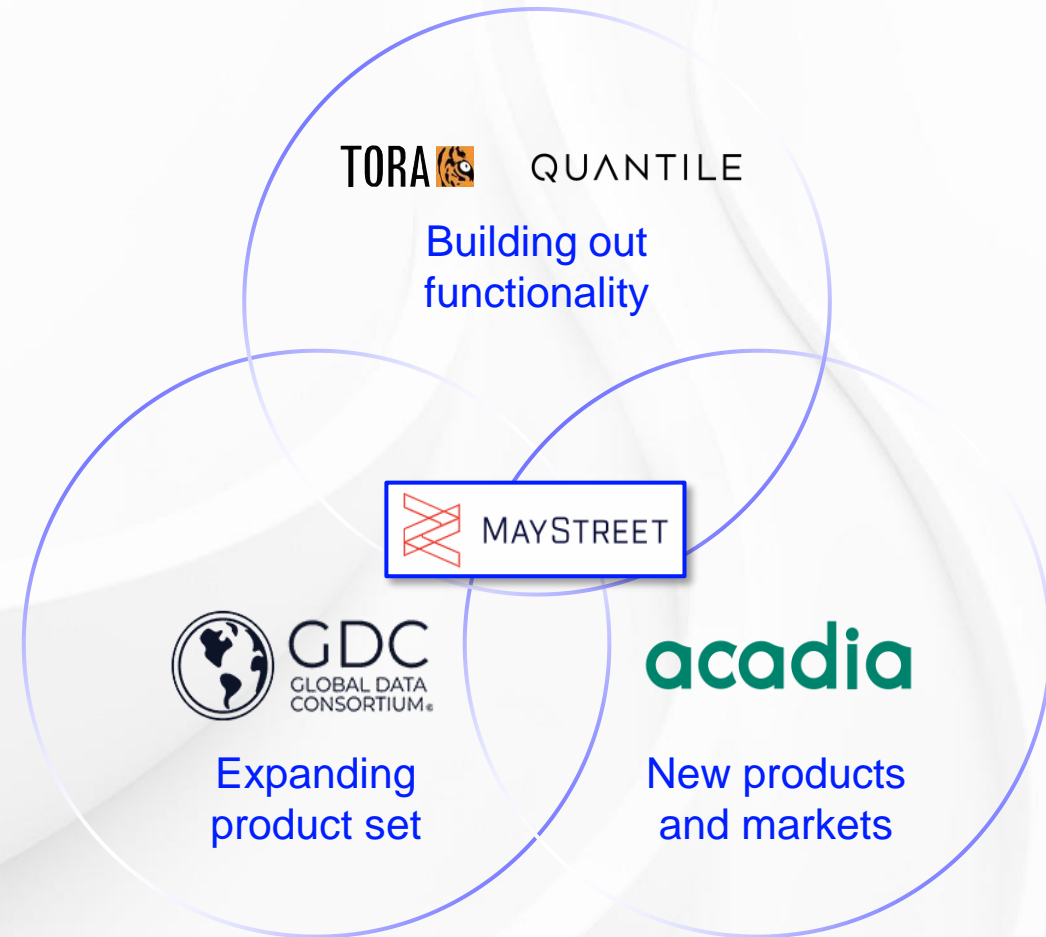 TORA QUANTILE
Building out
functionality
MAYSTREET
GDC
GLOBAL DATA
CONSORTIUM
acadia
Expanding
product set
New products
and markets